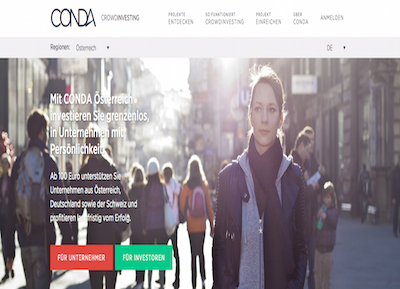 CONDA CROWDINVESTING
PROJEKTE
ENTDECKEN
SO FUNKTIONIERT
CROWDINVESTING
PROJEKT
EINREICHEN
ÜBER
CONDA
ANMELDEN
Regionen: Österreich
DE
Mit CONDA Österreich
investieren Sie grenzenlos,
in Unternehmen mit
Persönlichkeit.
Ab 100 Euro unterstützen Sie
Unternehmen aus Österreich,
Deutschland sowie der Schweiz und
profitieren langfristig vom Erfolg.
FÜR UNTERNEHMER
FÜR INVESTOREN